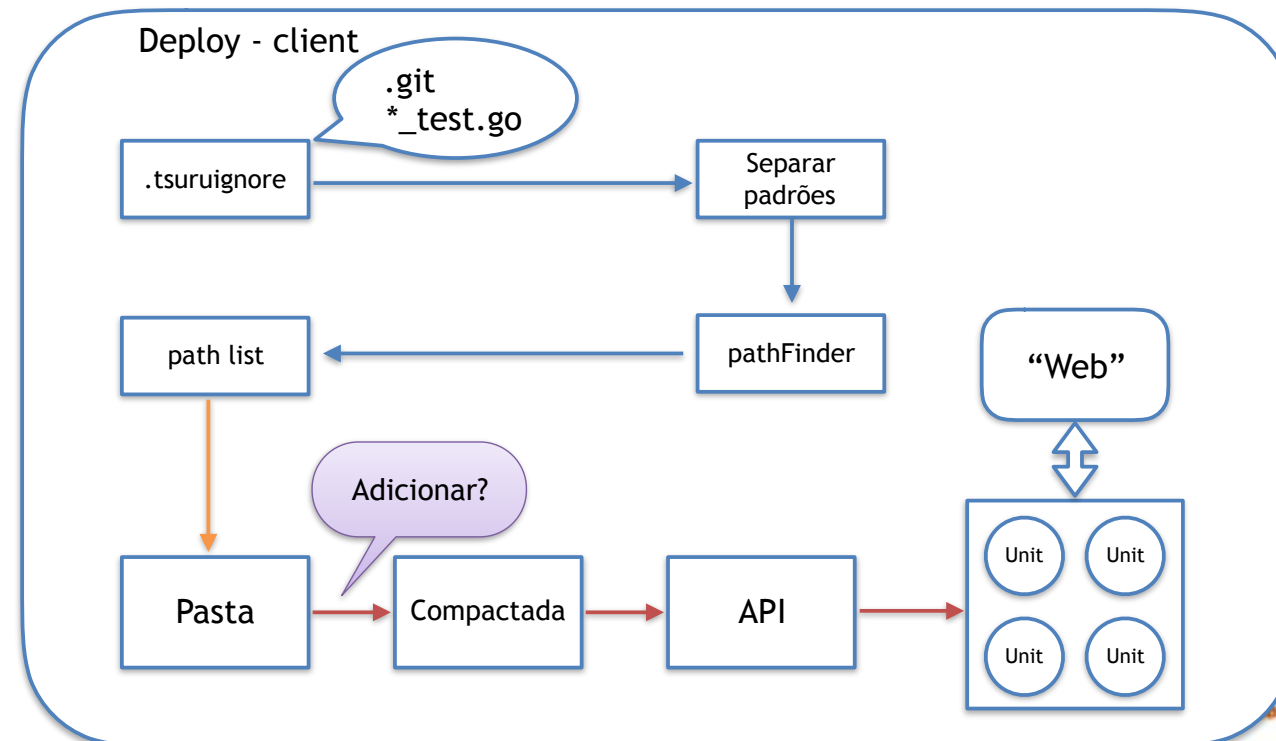 Deploy - client
.git
*_test.go
.tsuruignore
Separar
padrões
path list
pathFinder
“Web”
Adicionar?
Pasta
Compactada
API
Unit
Unit
Unit
Unit